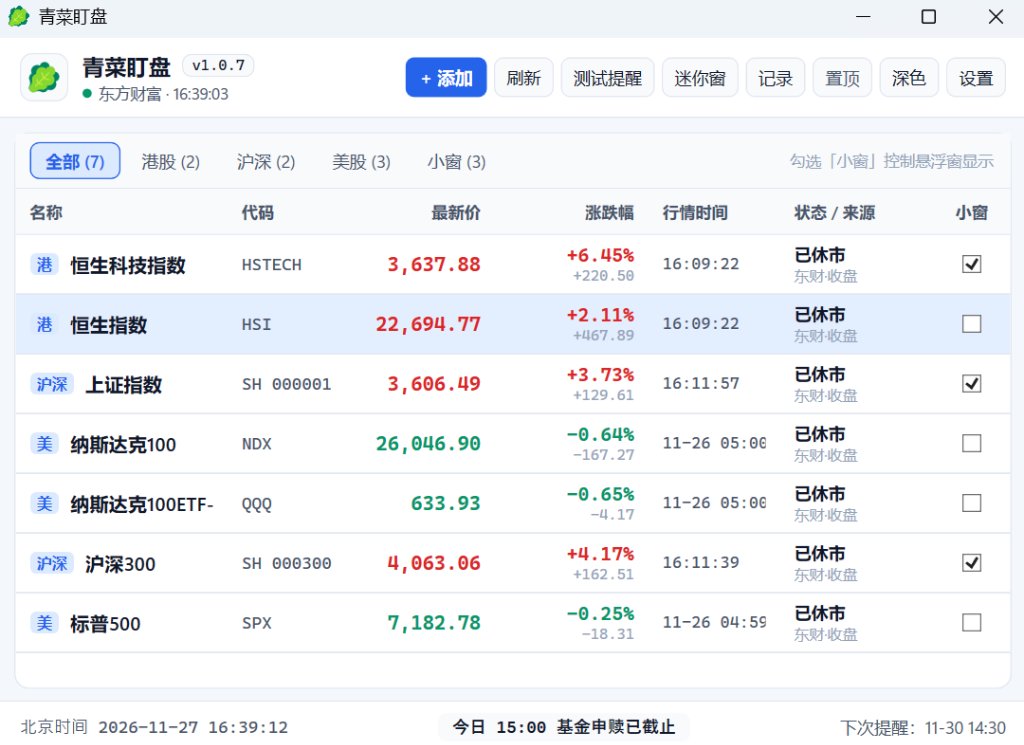 青菜盯盘
青菜盯盘 v1.0.7
东方财富 · 16:39:03
+ 添加 刷新 测试提醒 迷你窗 记录 置顶 深色 设置
全部 (7) 港股 (2) 沪深 (2) 美股 (3) 小窗 (3) 勾选「小窗」控制悬浮窗显示
名称 代码 最新价 涨跌幅 行情时间 状态 / 来源 小窗
港 恒生科技指数 HSTECH 3,637.88 +6.45% 16:09:22 已休市
+220.50 东财·收盘
港 恒生指数 HSI 22,694.77 +2.11% 16:09:22 已休市
+467.89 东财·收盘
沪深 上证指数 SH 000001 3,606.49 +3.73% 16:11:57 已休市
+129.61 东财·收盘
美 纳斯达克100 NDX 26,046.90 −0.64% 11-26 05:00 已休市
−167.27 东财·收盘
美 纳斯达克100ETF- QQQ 633.93 −0.65% 11-26 05:00 已休市
−4.17 东财·收盘
沪深 沪深300 SH 000300 4,063.06 +4.17% 16:11:39 已休市
+162.51 东财·收盘
美 标普500 SPX 7,182.78 −0.25% 11-26 04:59 已休市
−18.31 东财·收盘
北京时间 2026-11-27 16:39:12 今日 15:00 基金申赎已截止 下次提醒：11-30 14:30